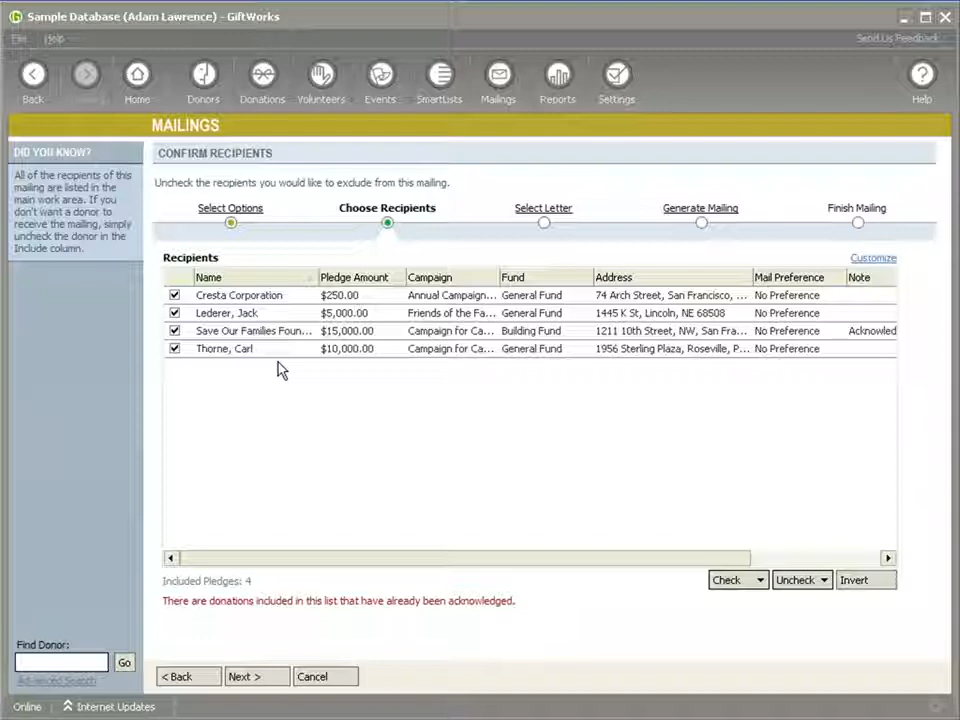 Sample Database (Adam Lawrence) - GiftWorks
File Help Send Us Feedback
Back Home Donors Donations Volunteers Events SmartLists Mailings Reports Settings Help
MAILINGS
DID YOU KNOW?
All of the recipients of this
mailing are listed in the
main work area. If you
don't want a donor to
receive the mailing, simply
uncheck the donor in the
Include column.
CONFIRM RECIPIENTS
Uncheck the recipients you would like to exclude from this mailing.
Select Options Choose Recipients Select Letter Generate Mailing Finish Mailing
Recipients Customize
Name Pledge Amount Campaign Fund Address Mail Preference Note
Cresta Corporation $250.00 Annual Campaign... General Fund 74 Arch Street, San Francisco, ... No Preference
Lederer, Jack $5,000.00 Friends of the Fa... General Fund 1445 K St, Lincoln, NE 68508 No Preference
Save Our Families Foun... $15,000.00 Campaign for Ca... Building Fund 1211 10th Street, NW, San Fra... No Preference Acknowled
Thorne, Carl $10,000.00 Campaign for Ca... General Fund 1956 Sterling Plaza, Roseville, P... No Preference
Included Pledges: 4
Check Uncheck Invert
There are donations included in this list that have already been acknowledged.
Find Donor:
Go
Advanced Search
< Back Next > Cancel
Online Internet Updates